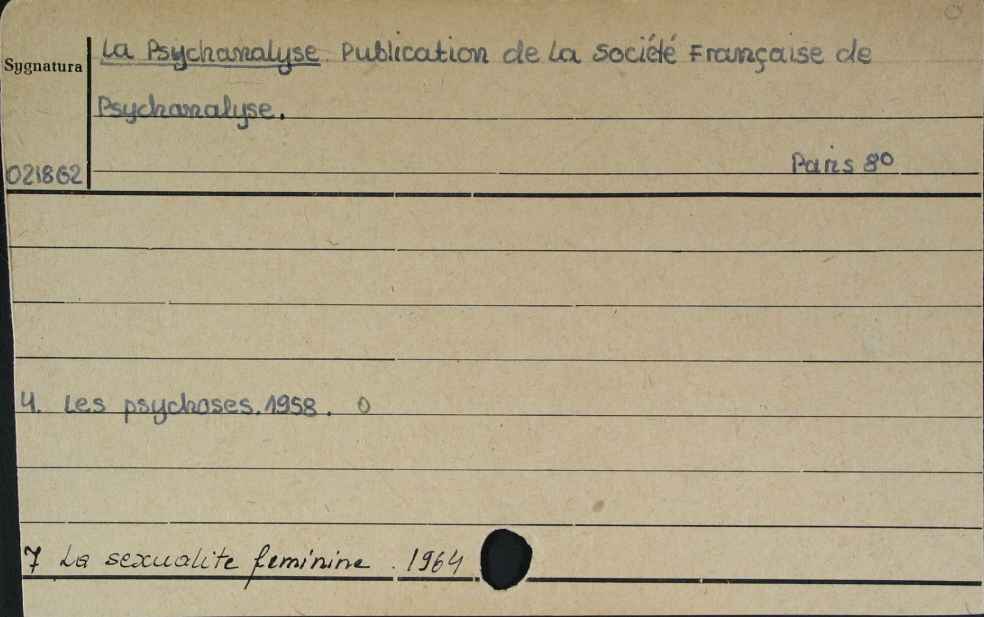 La Psychanalyse. Publication de la Société Française de
Sygnatura
Psychanalyse.
021862
Paris 8º
4. Les psychoses. 1958. 0
7 La sexualite feminine. 1964